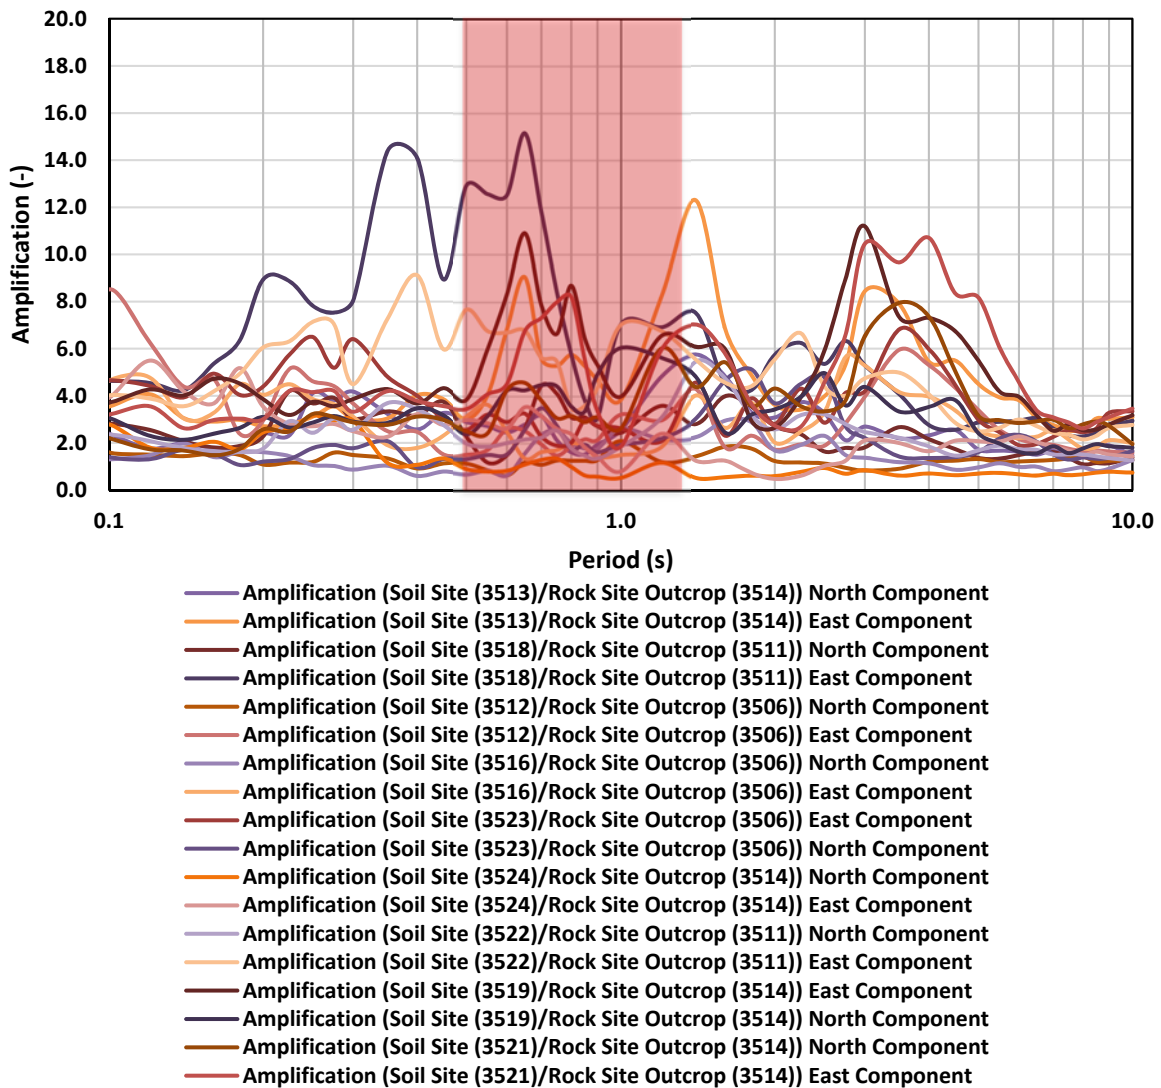 20.0
18.0
16.0
14.0
12.0
10.0
8.0
6.0
4.0
2.0
0.0
Amplification (-)
0.1 1.0 10.0
Period (s)
Amplification (Soil Site (3513)/Rock Site Outcrop (3514)) North Component
Amplification (Soil Site (3513)/Rock Site Outcrop (3514)) East Component
Amplification (Soil Site (3518)/Rock Site Outcrop (3511)) North Component
Amplification (Soil Site (3518)/Rock Site Outcrop (3511)) East Component
Amplification (Soil Site (3512)/Rock Site Outcrop (3506)) North Component
Amplification (Soil Site (3512)/Rock Site Outcrop (3506)) East Component
Amplification (Soil Site (3516)/Rock Site Outcrop (3506)) North Component
Amplification (Soil Site (3516)/Rock Site Outcrop (3506)) East Component
Amplification (Soil Site (3523)/Rock Site Outcrop (3506)) East Component
Amplification (Soil Site (3523)/Rock Site Outcrop (3506)) North Component
Amplification (Soil Site (3524)/Rock Site Outcrop (3514)) North Component
Amplification (Soil Site (3524)/Rock Site Outcrop (3514)) East Component
Amplification (Soil Site (3522)/Rock Site Outcrop (3511)) North Component
Amplification (Soil Site (3522)/Rock Site Outcrop (3511)) East Component
Amplification (Soil Site (3519)/Rock Site Outcrop (3514)) East Component
Amplification (Soil Site (3519)/Rock Site Outcrop (3514)) North Component
Amplification (Soil Site (3521)/Rock Site Outcrop (3514)) North Component
Amplification (Soil Site (3521)/Rock Site Outcrop (3514)) East Component